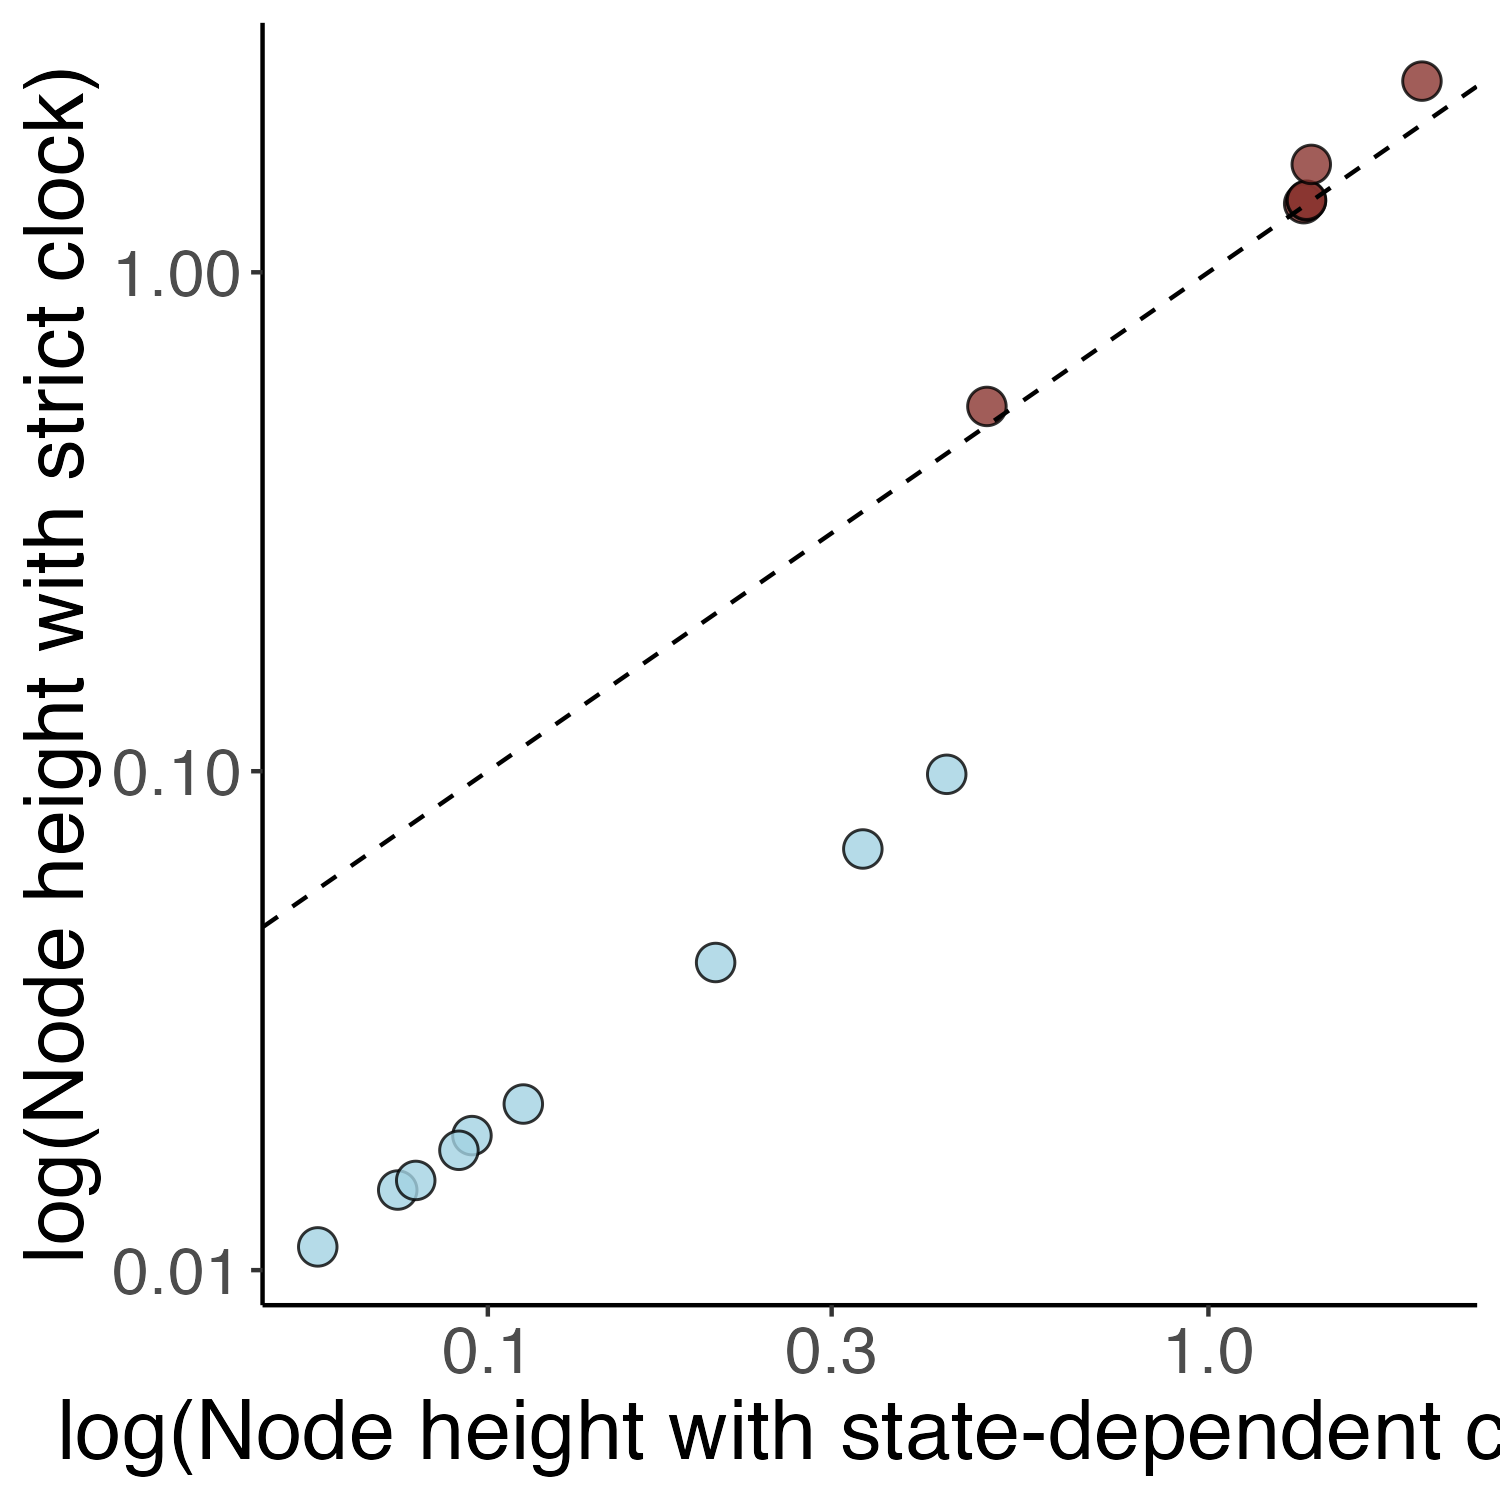 log(Node height with strict clock)
1.00
0.10
0.01
0.1 0.3 1.0
log(Node height with state-dependent